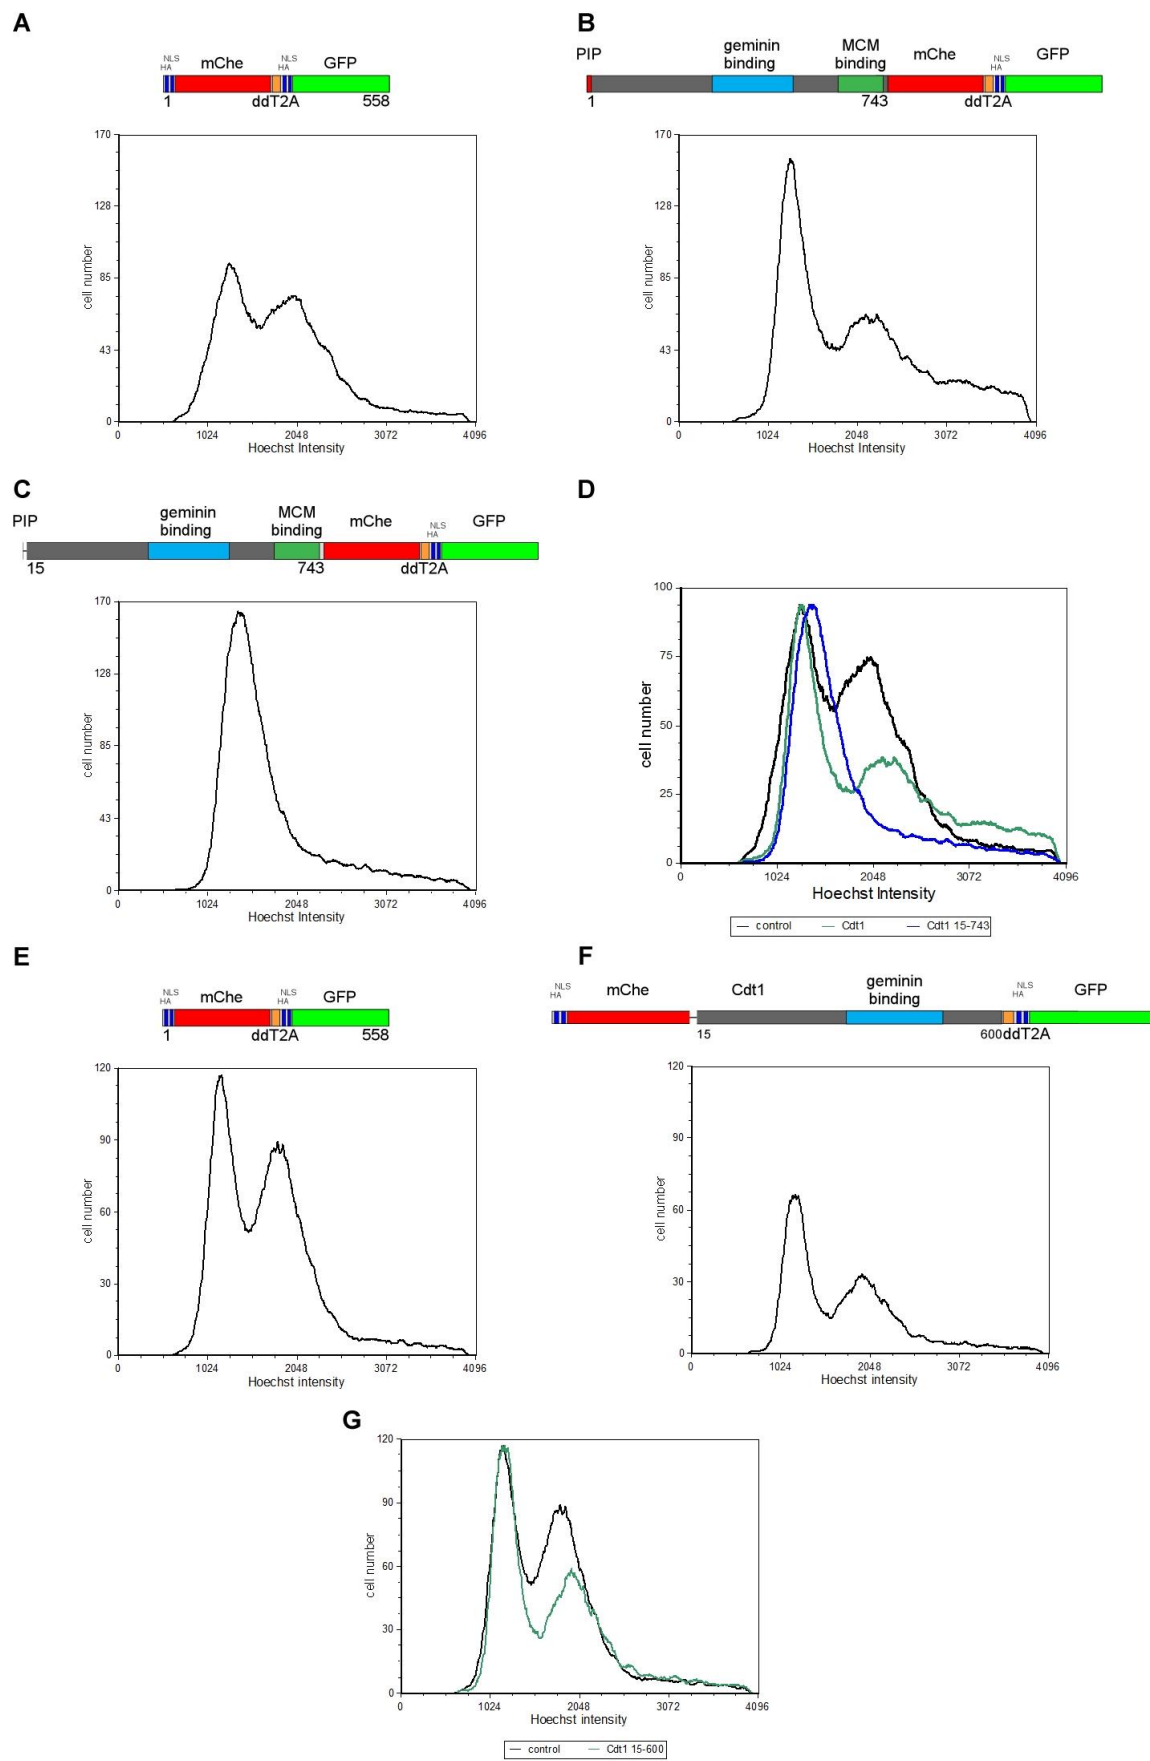 A
NLS
HA
mChe
NLS
HA
GFP
1
ddT2A
558
170
128
85
43
0
cell number
0
1024
2048
3072
4096
Hoechst Intensity
B
PIP
geminin
binding
MCM
binding
mChe
NLS
HA
GFP
1
743
ddT2A
170
128
85
43
0
cell number
0
1024
2048
3072
4096
Hoechst Intensity
C
PIP
geminin
binding
MCM
binding
mChe
NLS
HA
GFP
15
743
ddT2A
170
128
85
43
0
cell number
0
1024
2048
3072
4096
Hoechst Intensity
D
100
75
50
25
0
cell number
0
1024
2048
3072
4096
Hoechst Intensity
control
Cdt1
Cdt1 15-743
E
NLS
HA
mChe
NLS
HA
GFP
1
ddT2A
558
120
90
60
30
0
cell number
0
1024
2048
3072
4096
Hoechst intensity
F
NLS
HA
mChe
Cdt1
geminin
binding
NLS
HA
GFP
15
600ddT2A
120
90
60
30
0
cell number
0
1024
2048
3072
4096
Hoechst intensity
G
120
90
60
30
0
cell number
0
1024
2048
3072
4096
Hoechst intensity
control
Cdt1 15-600